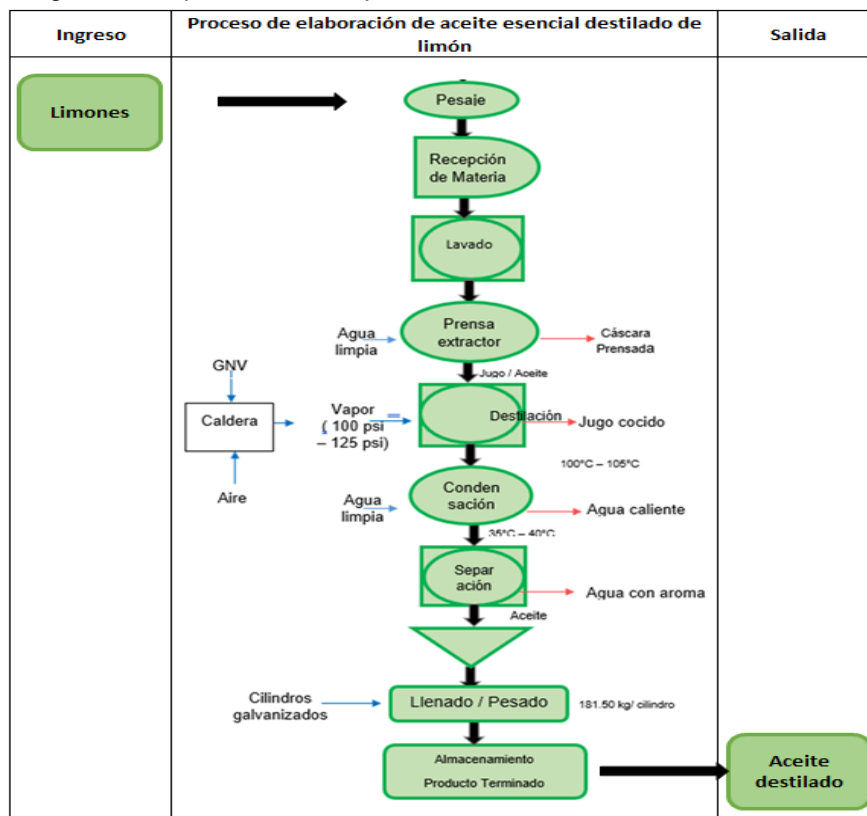 Ingreso
Proceso de elaboración de aceite esencial destilado de
limón
Salida
Limones
Pesaje
Recepción
de Materia
Lavado
Agua
limpia
Prensa
extractor
Cáscara
Prensada
GNV
Jugo / Aceite
Caldera
Vapor
( 100 psi
– 125 psi)
Destilación
Jugo cocido
100°C – 105°C
Aire
Agua
limpia
Conden
sación
Agua caliente
35°C – 40°C
Separ
ación
Agua con aroma
Aceite
Cilindros
galvanizados
Llenado / Pesado
181.50 kg/ cilindro
Almacenamiento
Producto Terminado
Aceite
destilado